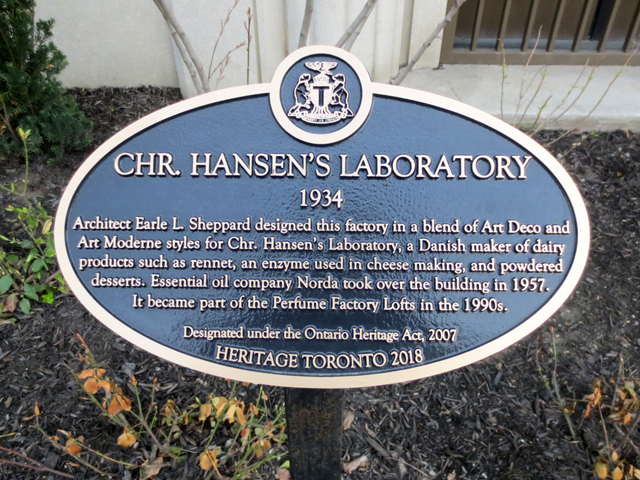 CHR. HANSEN'S LABORATORY
1934
Architect Earle L. Sheppard designed this factory in a blend of Art Deco and
Art Moderne styles for Chr. Hansen's Laboratory, a Danish maker of dairy
products such as rennet, an enzyme used in cheese making, and powdered
desserts. Essential oil company Norda took over the building in 1957.
It became part of the Perfume Factory Lofts in the 1990s.
Designated under the Ontario Heritage Act, 2007
HERITAGE TORONTO 2018